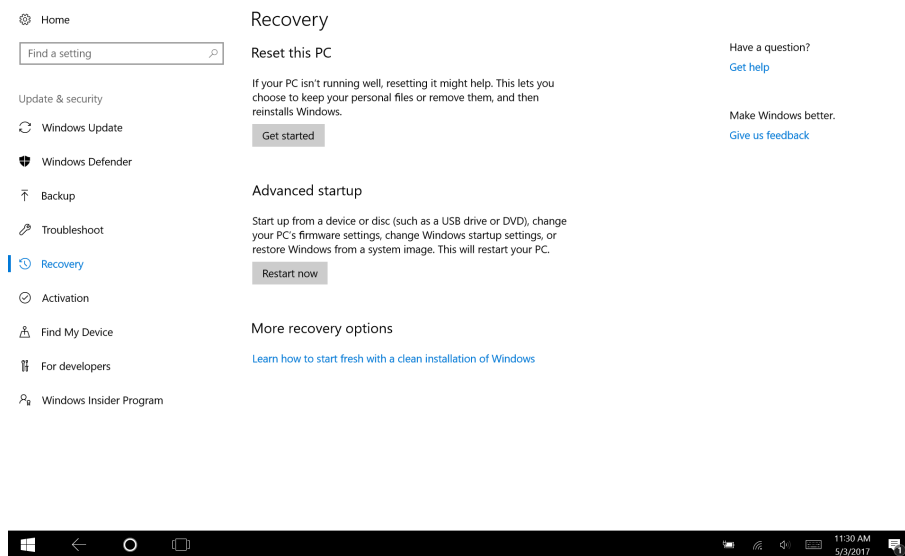 Home
Find a setting
Update & security
Windows Update
Windows Defender
Backup
Troubleshoot
Recovery
Activation
Find My Device
For developers
Windows Insider Program
Recovery
Reset this PC
If your PC isn't running well, resetting it might help. This lets you
choose to keep your personal files or remove them, and then
reinstalls Windows.
Get started
Advanced startup
Start up from a device or disc (such as a USB drive or DVD), change
your PC's firmware settings, change Windows startup settings, or
restore Windows from a system image. This will restart your PC.
Restart now
More recovery options
Learn how to start fresh with a clean installation of Windows
Have a question?
Get help
Make Windows better.
Give us feedback
11:30 AM
5/3/2017
1